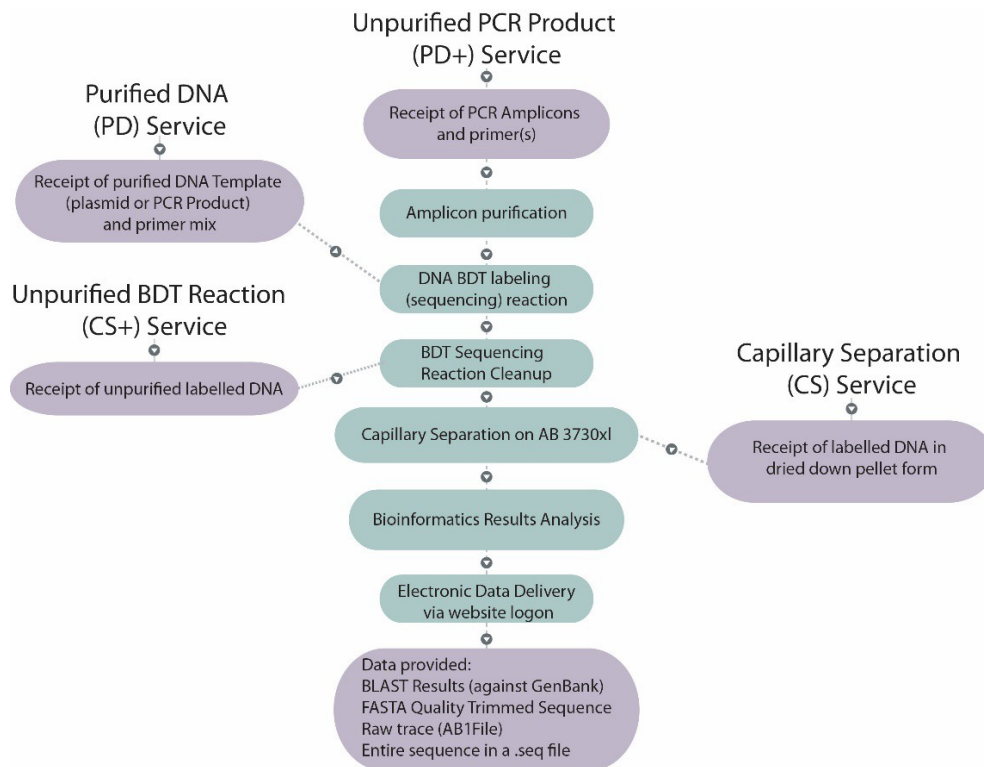 Unpurified PCR Product
(PD+) Service
Receipt of PCR Amplicons
and primer(s)
Purified DNA
(PD) Service
Receipt of purified DNA Template
(plasmid or PCR Product)
and primer mix
Amplicon purification
DNA BDT labeling
(sequencing) reaction
Unpurified BDT Reaction
(CS+) Service
Receipt of unpurified labelled DNA
BDT Sequencing
Reaction Cleanup
Capillary Separation
(CS) Service
Capillary Separation on AB 3730xl
Receipt of labelled DNA in
dried down pellet form
Bioinformatics Results Analysis
Electronic Data Delivery
via website logon
Data provided:
BLAST Results (against GenBank)
FASTA Quality Trimmed Sequence
Raw trace (AB1File)
Entire sequence in a .seq file